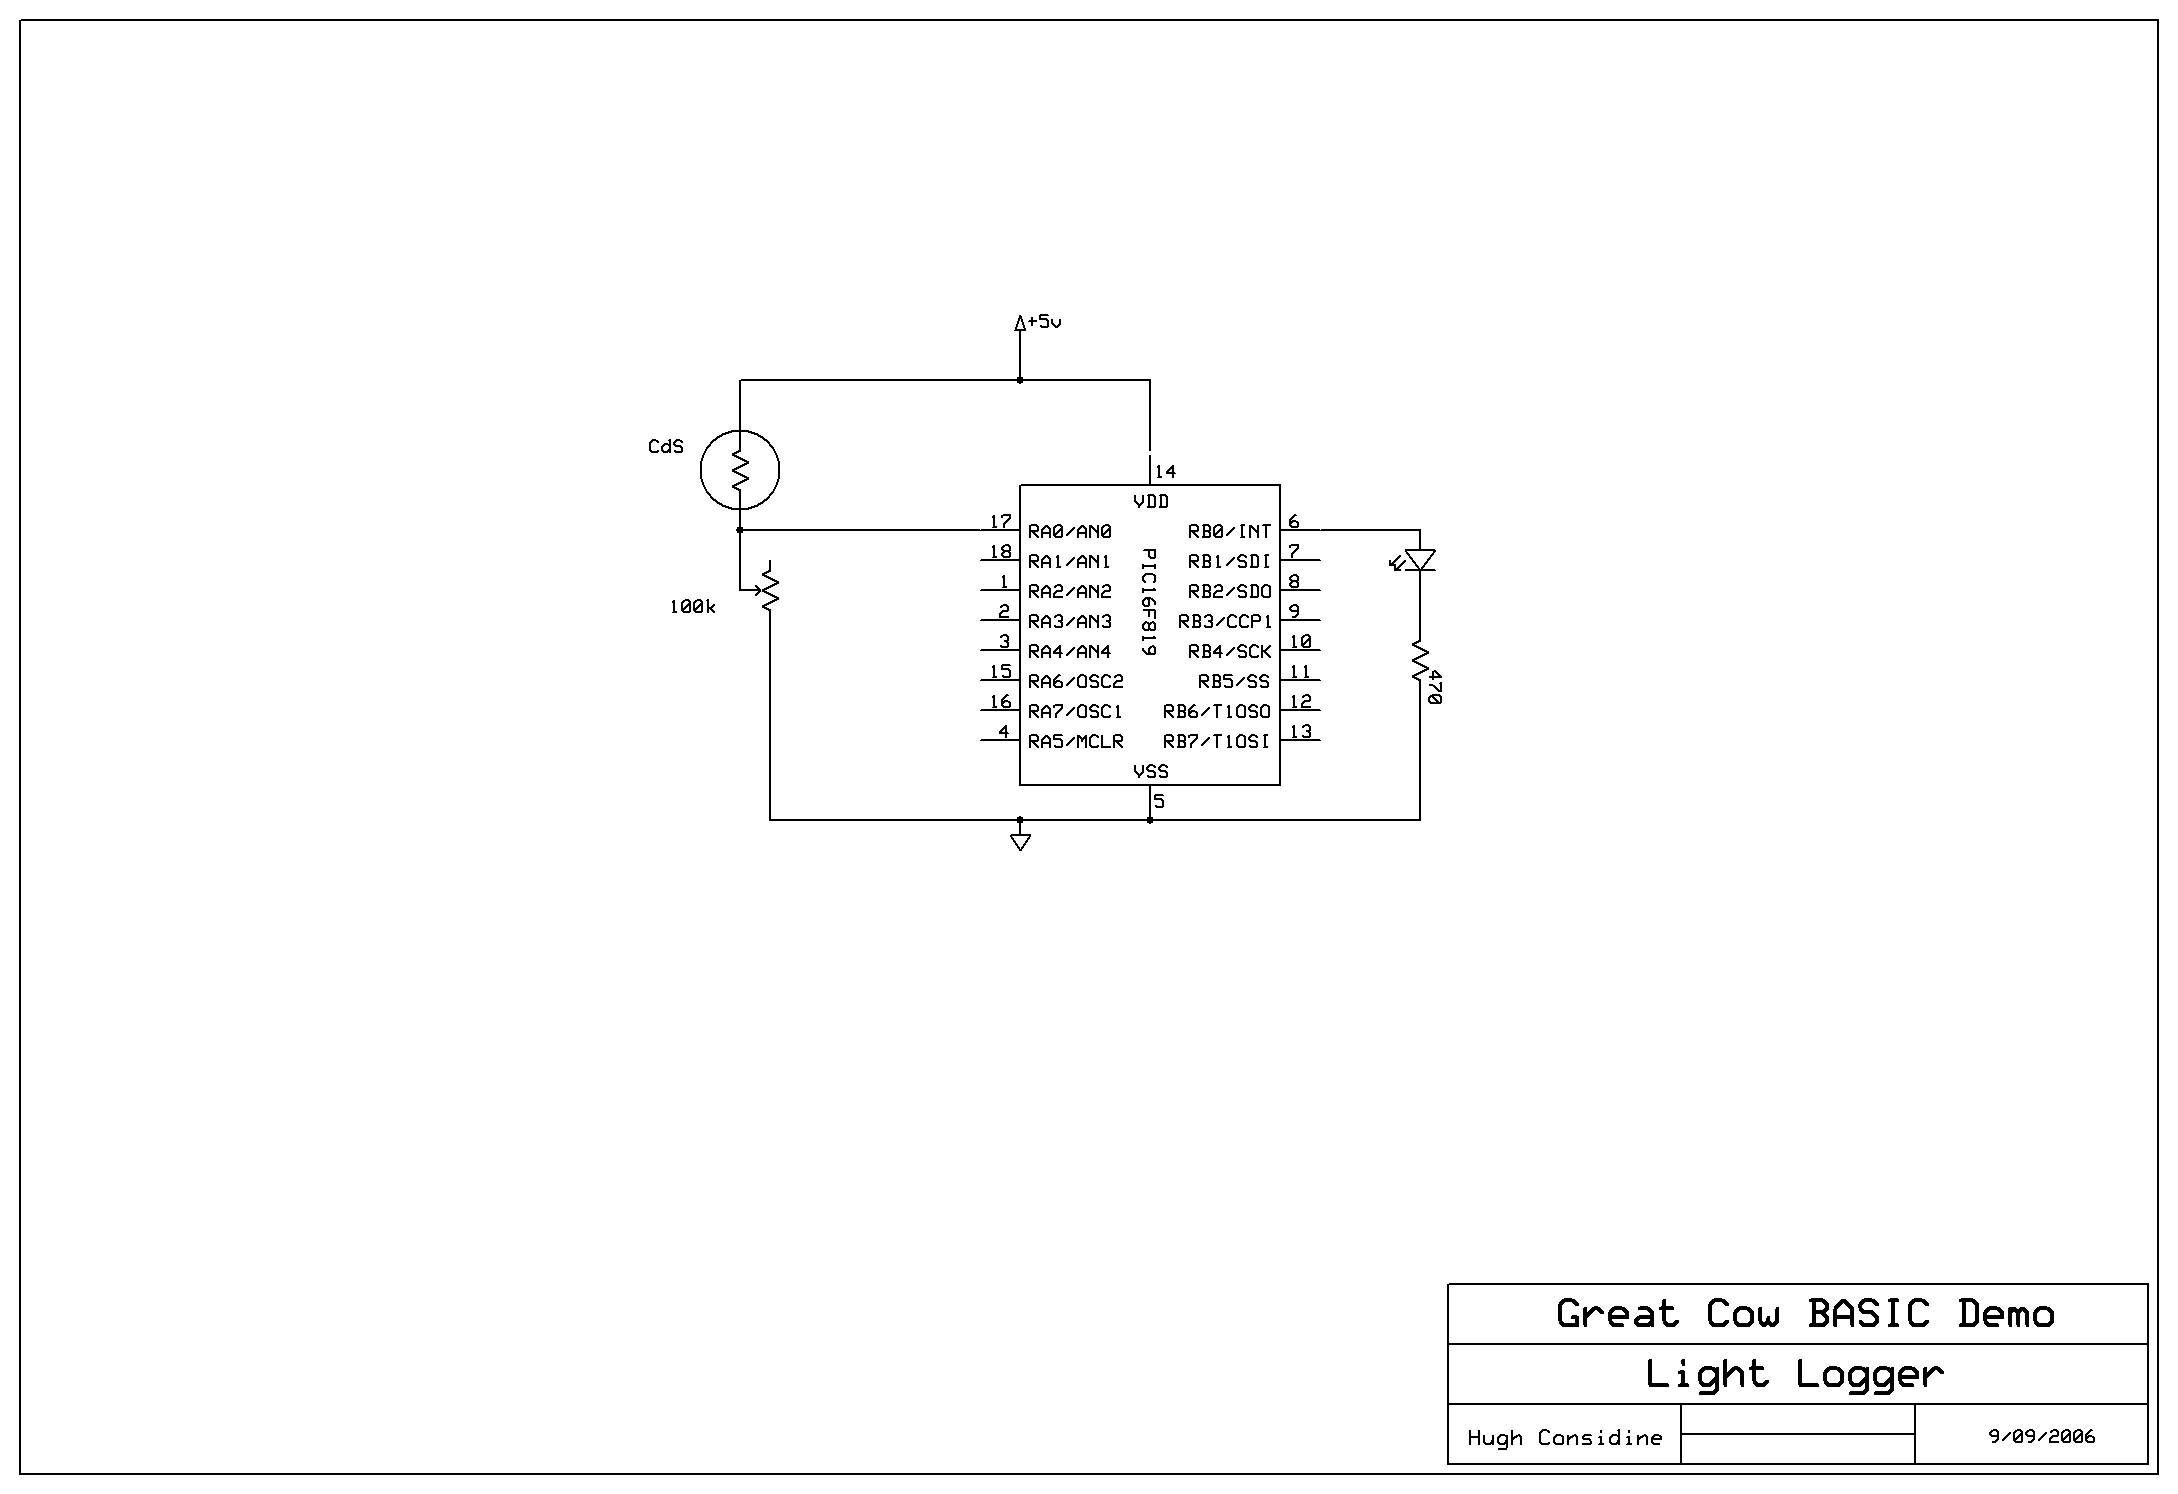 +5v
CdS
100k
14
VDD
17 RA0/AN0 RB0/INT 6
18 RA1/AN1 RB1/SDI 7
1 RA2/AN2 RB2/SDO 8
2 RA3/AN3 RB3/CCP1 9
3 RA4/AN4 RB4/SCK 10
15 RA6/OSC2 RB5/SS 11
16 RA7/OSC1 RB6/T1OSO 12
4 RA5/MCLR RB7/T1OSI 13
PIC16F819
VSS
5
470
Great Cow BASIC Demo
Light Logger
Hugh Considine
9/09/2006